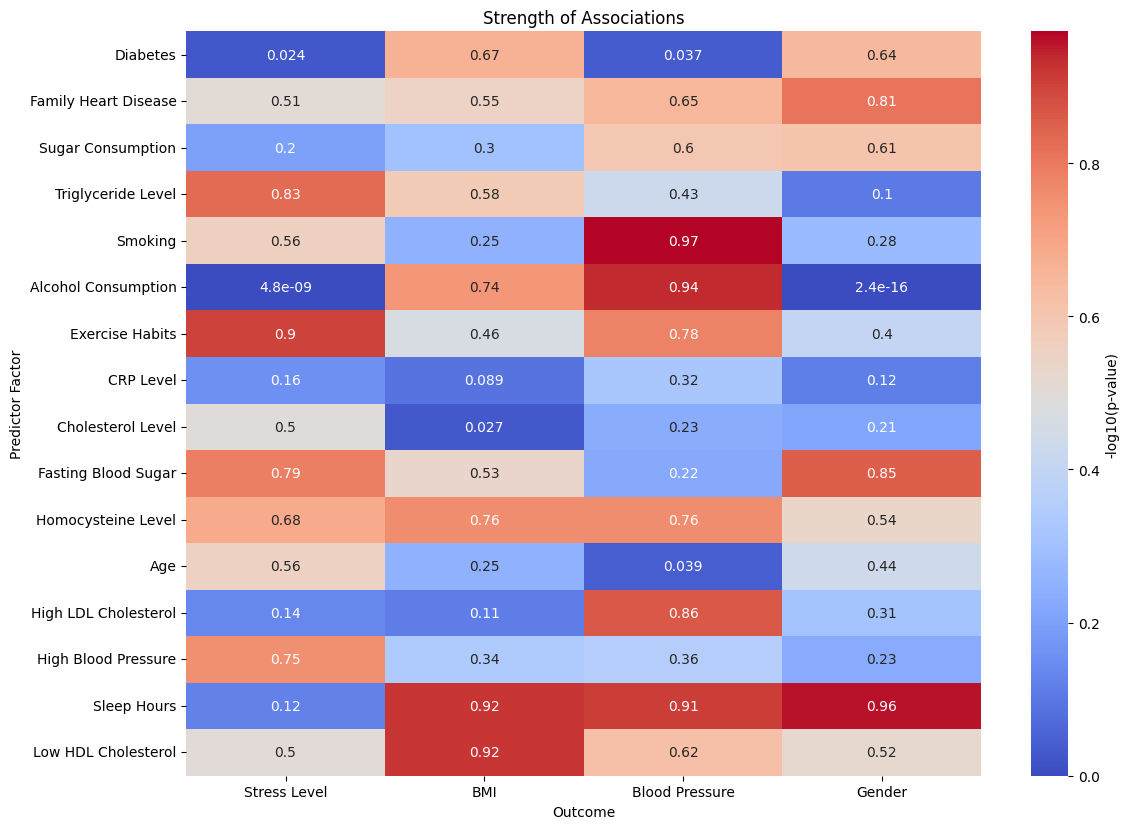 Strength of Associations
Predictor Factor
Diabetes 0.024 0.67 0.037 0.64
Family Heart Disease 0.51 0.55 0.65 0.81
Sugar Consumption 0.2 0.3 0.6 0.61
Triglyceride Level 0.83 0.58 0.43 0.1
Smoking 0.56 0.25 0.97 0.28
Alcohol Consumption 4.8e-09 0.74 0.94 2.4e-16
Exercise Habits 0.9 0.46 0.78 0.4
CRP Level 0.16 0.089 0.32 0.12
Cholesterol Level 0.5 0.027 0.23 0.21
Fasting Blood Sugar 0.79 0.53 0.22 0.85
Homocysteine Level 0.68 0.76 0.76 0.54
Age 0.56 0.25 0.039 0.44
High LDL Cholesterol 0.14 0.11 0.86 0.31
High Blood Pressure 0.75 0.34 0.36 0.23
Sleep Hours 0.12 0.92 0.91 0.96
Low HDL Cholesterol 0.5 0.92 0.62 0.52
Stress Level BMI Blood Pressure Gender
Outcome
0.8
0.6
0.4
0.2
0.0
-log10(p-value)